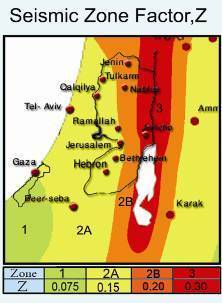 Seismic Zone Factor,Z
Jenin
Tulkarm
Qalqilya
Nablus
Tel- Aviv
3
Ramallah
Amm
Jericho
Jerusalem
Bethehein
Gaza
Hebron
Beer-seba
2B
Karak
1
2A
Zone 1 2A 2B 3
Z 0.075 0.15 0.20 0.30